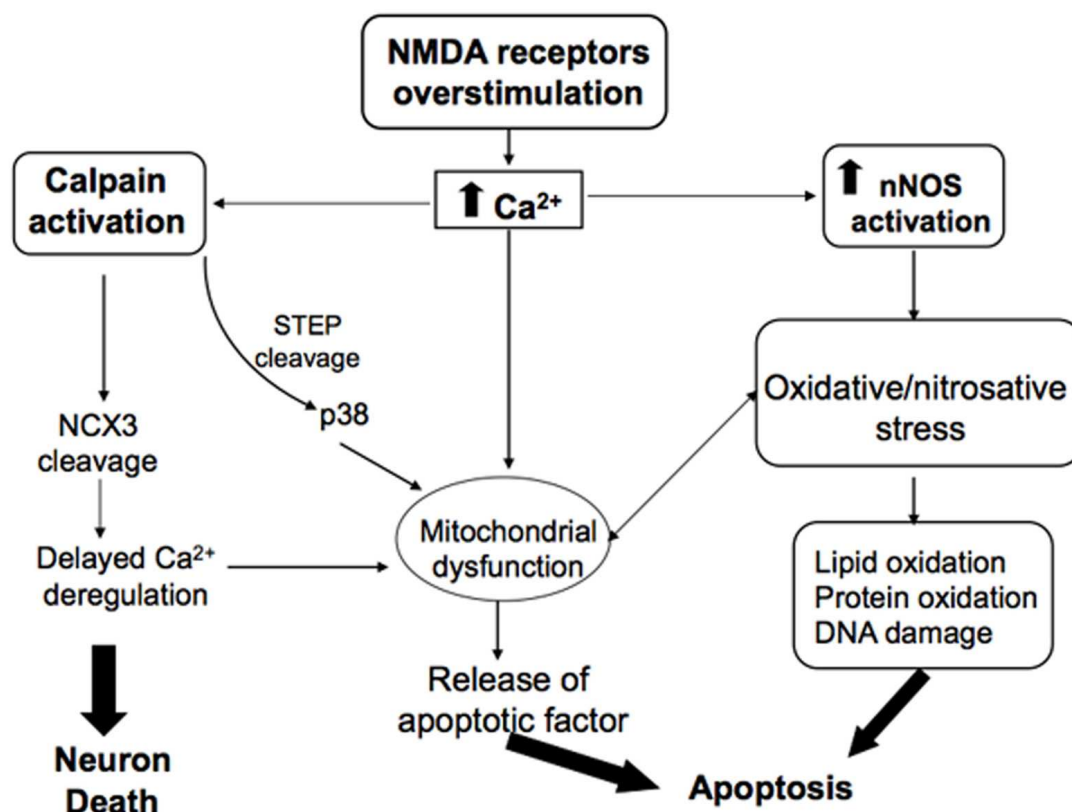 NMDA receptors
overstimulation
Calpain
activation
Ca²⁺
nNOS
activation
STEP
cleavage
p38
NCX3
cleavage
Oxidative/nitrosative
stress
Mitochondrial
dysfunction
Delayed Ca²⁺
deregulation
Lipid oxidation
Protein oxidation
DNA damage
Release of
apoptotic factor
Neuron
Death
Apoptosis